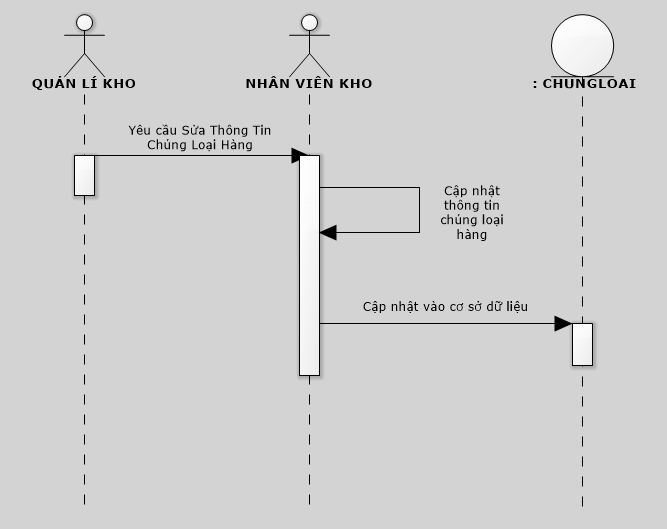 QUẢN LÍ KHO
NHÂN VIÊN KHO
: CHUNGLOAI
Yêu cầu Sửa Thông Tin
Chủng Loại Hàng
Cập nhật
thông tin
chủng loại
hàng
Cập nhật vào cơ sở dữ liệu